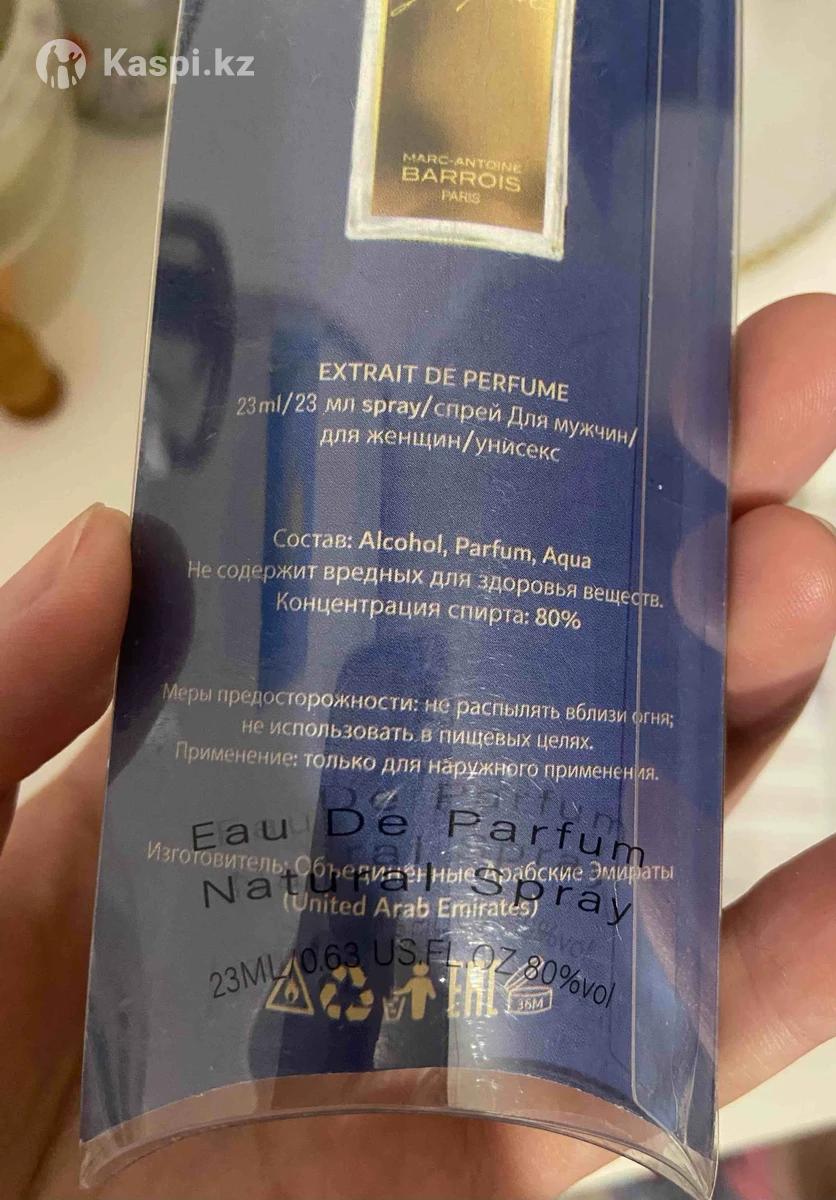 Kaspi.kz
MARC-ANTOINE
BARROIS
PARIS
EXTRAIT DE PERFUME
23ml/23 мл spray/спрей Для мужчин/
для женщин/унисекс
Состав: Alcohol, Parfum, Aqua
Не содержит вредных для здоровья веществ.
Концентрация спирта: 80%
Меры предосторожности: не распылять вблизи огня;
не использовать в пищевых целях.
Применение: только для наружного применения.
Eau De Parfum
Изготовитель: Объединённые Арабские Эмираты
Natural Spray
(United Arab Emirates)
23ML/0.63 US.FL.OZ 80%vol
EAC
36M